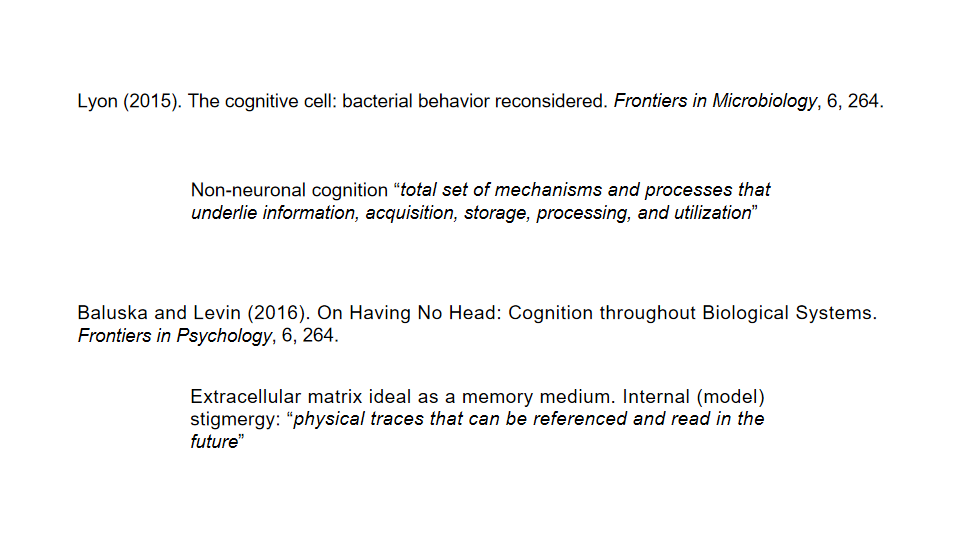 Lyon (2015). The cognitive cell: bacterial behavior reconsidered. Frontiers in Microbiology, 6, 264.
Non-neuronal cognition “total set of mechanisms and processes that
underlie information, acquisition, storage, processing, and utilization”
Baluska and Levin (2016). On Having No Head: Cognition throughout Biological Systems.
Frontiers in Psychology, 6, 264.
Extracellular matrix ideal as a memory medium. Internal (model)
stigmergy: “physical traces that can be referenced and read in the
future”